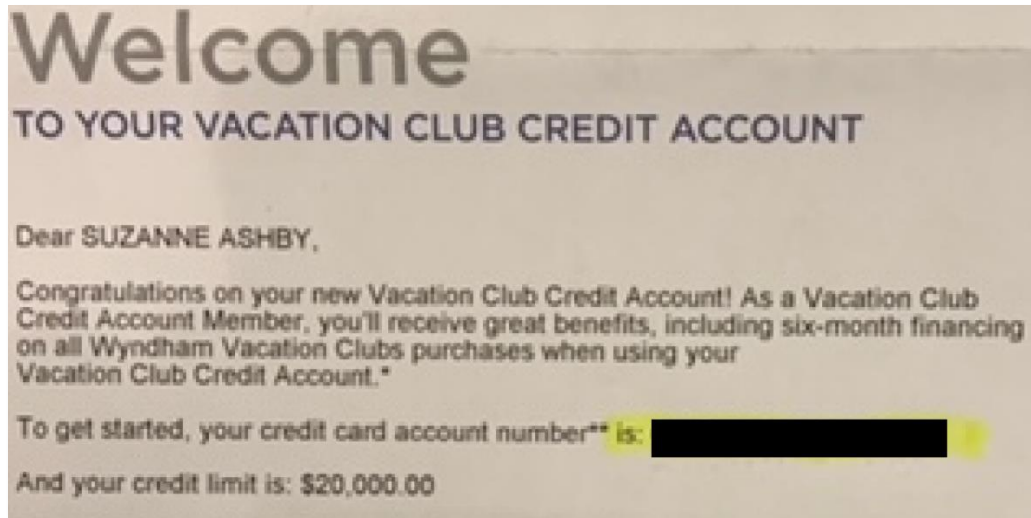 Welcome
TO YOUR VACATION CLUB CREDIT ACCOUNT
Dear SUZANNE ASHBY,
Congratulations on your new Vacation Club Credit Account! As a Vacation Club
Credit Account Member, you'll receive great benefits, including six-month financing
on all Wyndham Vacation Clubs purchases when using your
Vacation Club Credit Account.*
To get started, your credit card account number** is:
And your credit limit is: $20,000.00